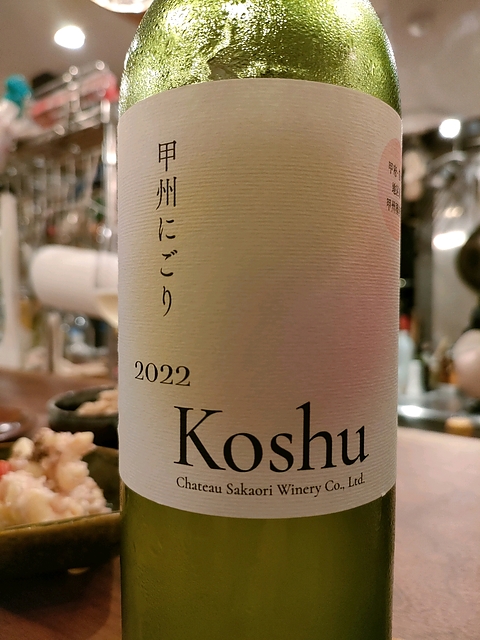 甲州にごり
2022
Koshu
Chateau Sakaori Winery Co., Ltd.